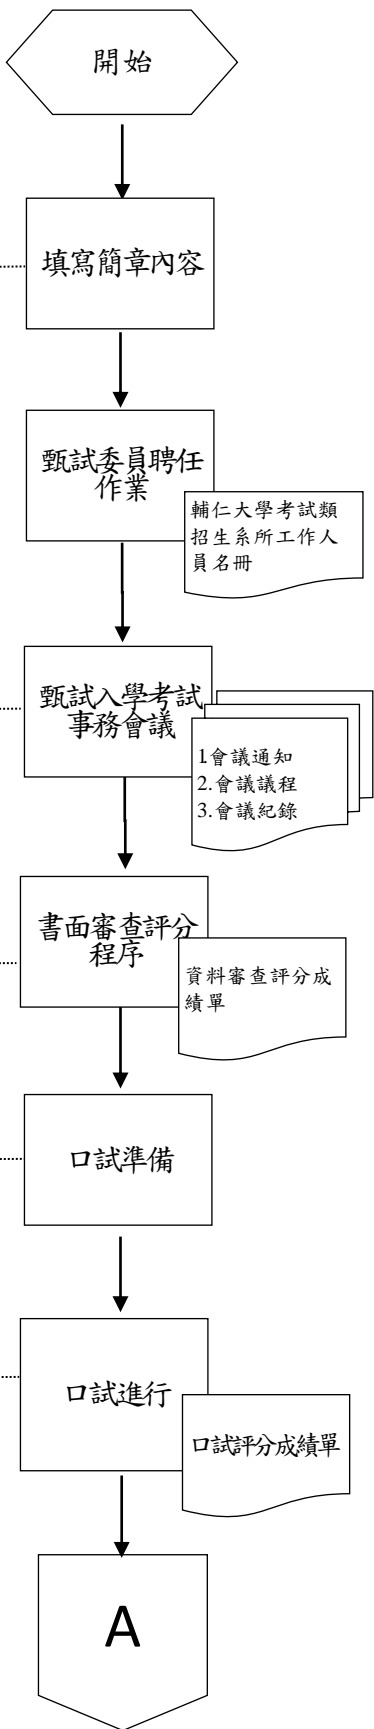 開始
填寫簡章內容
甄試委員聘任
作業
輔仁大學考試類
招生系所工作人
員名冊
甄試入學考試
事務會議
1.會議通知
2.會議議程
3.會議紀錄
書面審查評分
程序
資料審查評分成
績單
口試準備
口試進行
口試評分成績單
A